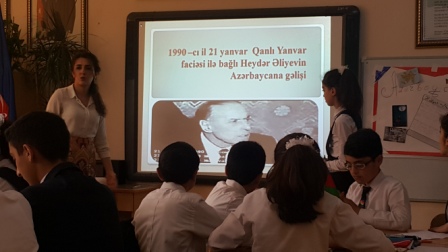 1990 –cı il 21 yanvar Qanlı Yanvar
faciəsi ilə bağlı Heydər Əliyevin
Azərbaycana gəlişi